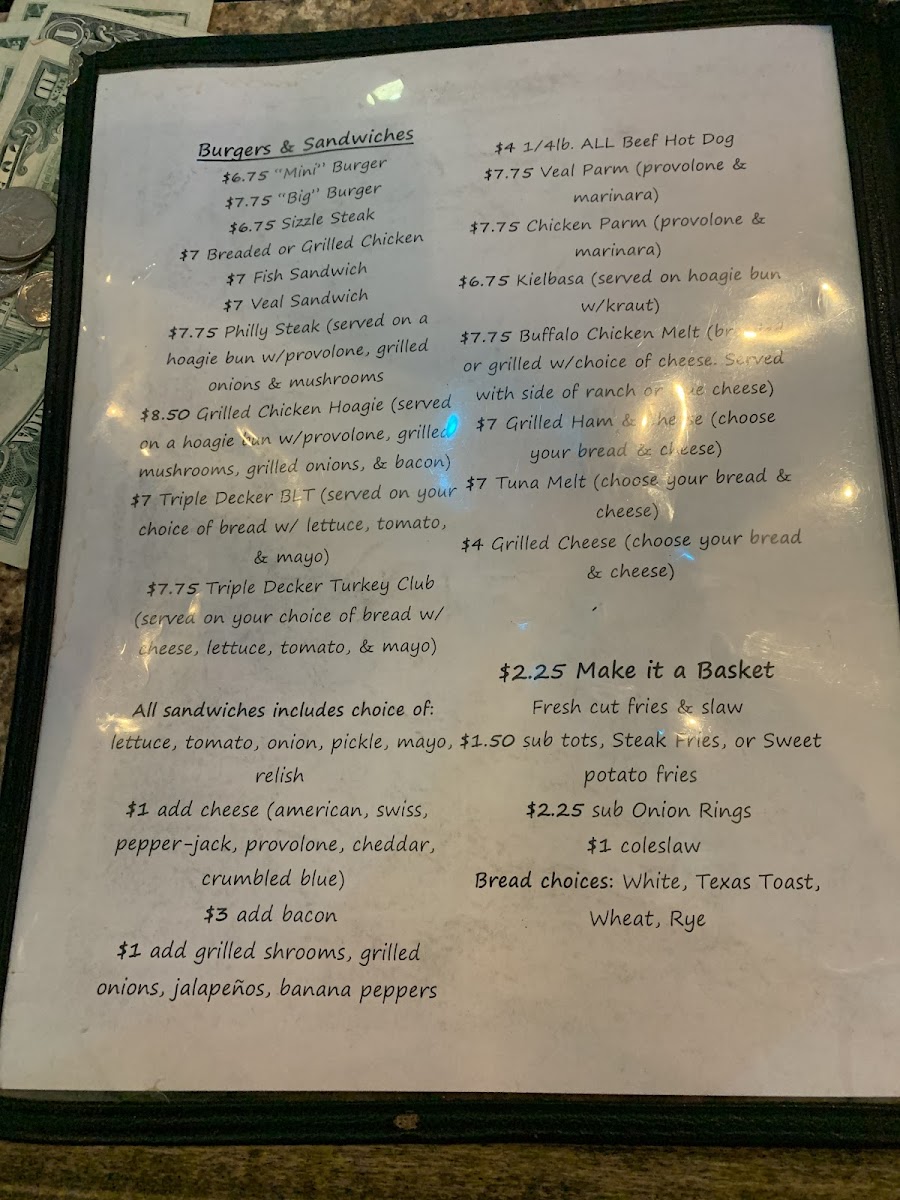 Burgers & Sandwiches
$6.75 "Mini" Burger
$7.75 "Big" Burger
$6.75 Sizzle Steak
$7 Breaded or Grilled Chicken
$7 Fish Sandwich
$7 Veal Sandwich
$7.75 Philly Steak (served on a
hoagie bun w/provolone, grilled
onions & mushrooms
$8.50 Grilled Chicken Hoagie (served
on a hoagie bun w/provolone, grilled
mushrooms, grilled onions, & bacon)
$7 Triple Decker BLT (served on your
choice of bread w/ lettuce, tomato,
& mayo)
$7.75 Triple Decker Turkey Club
(served on your choice of bread w/
cheese, lettuce, tomato, & mayo)
All sandwiches includes choice of:
lettuce, tomato, onion, pickle, mayo,
relish
$1 add cheese (american, swiss,
pepper-jack, provolone, cheddar,
crumbled blue)
$3 add bacon
$1 add grilled shrooms, grilled
onions, jalapeños, banana peppers
$4 1/4lb. ALL Beef Hot Dog
$7.75 Veal Parm (provolone &
marinara)
$7.75 Chicken Parm (provolone &
marinara)
$6.75 Kielbasa (served on hoagie bun
w/kraut)
$7.75 Buffalo Chicken Melt
or grilled w/choice of cheese. Served
with side of ranch or cheese)
$7 Grilled Ham & Cheese (choose
your bread & cheese)
$7 Tuna Melt (choose your bread &
cheese)
$4 Grilled Cheese (choose your bread
& cheese)
$2.25 Make it a Basket
Fresh cut fries & slaw
$1.50 sub tots, Steak Fries, or Sweet
potato fries
$2.25 sub Onion Rings
$1 coleslaw
Bread choices: White, Texas Toast,
Wheat, Rye